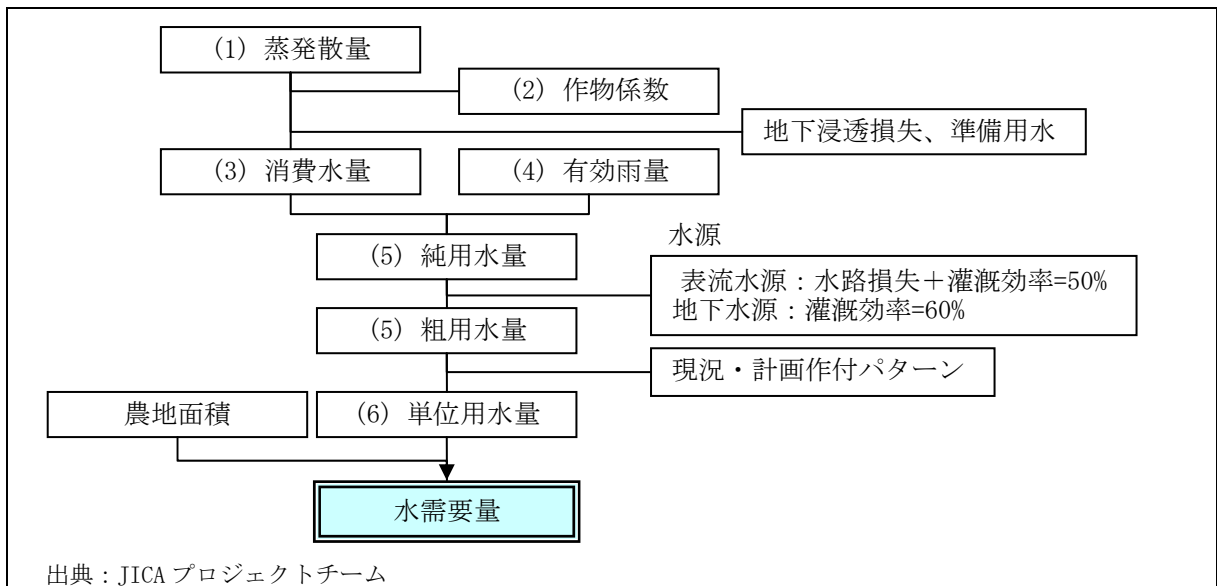 (1) 蒸発散量
(2) 作物係数
地下浸透損失、準備用水
(3) 消費水量
(4) 有効雨量
水源
(5) 純用水量
表流水源：水路損失＋灌漑効率=50%
地下水源：灌漑効率=60%
(5) 粗用水量
現況・計画作付パターン
農地面積
(6) 単位用水量
水需要量
出典：JICA プロジェクトチーム